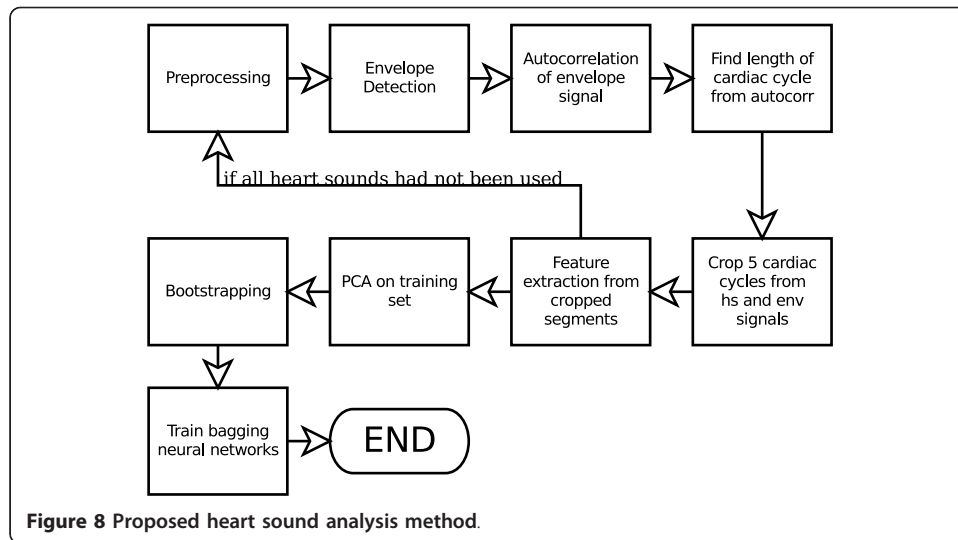 Preprocessing
Envelope
Detection
Autocorrelation
of envelope
signal
Find length of
cardiac cycle
from autocorr
if all heart sounds had not been used
Crop 5 cardiac
cycles from
hs and env
signals
Feature
extraction from
cropped
segments
PCA on training
set
Bootstrapping
Train bagging
neural networks
END
Figure 8 Proposed heart sound analysis method.